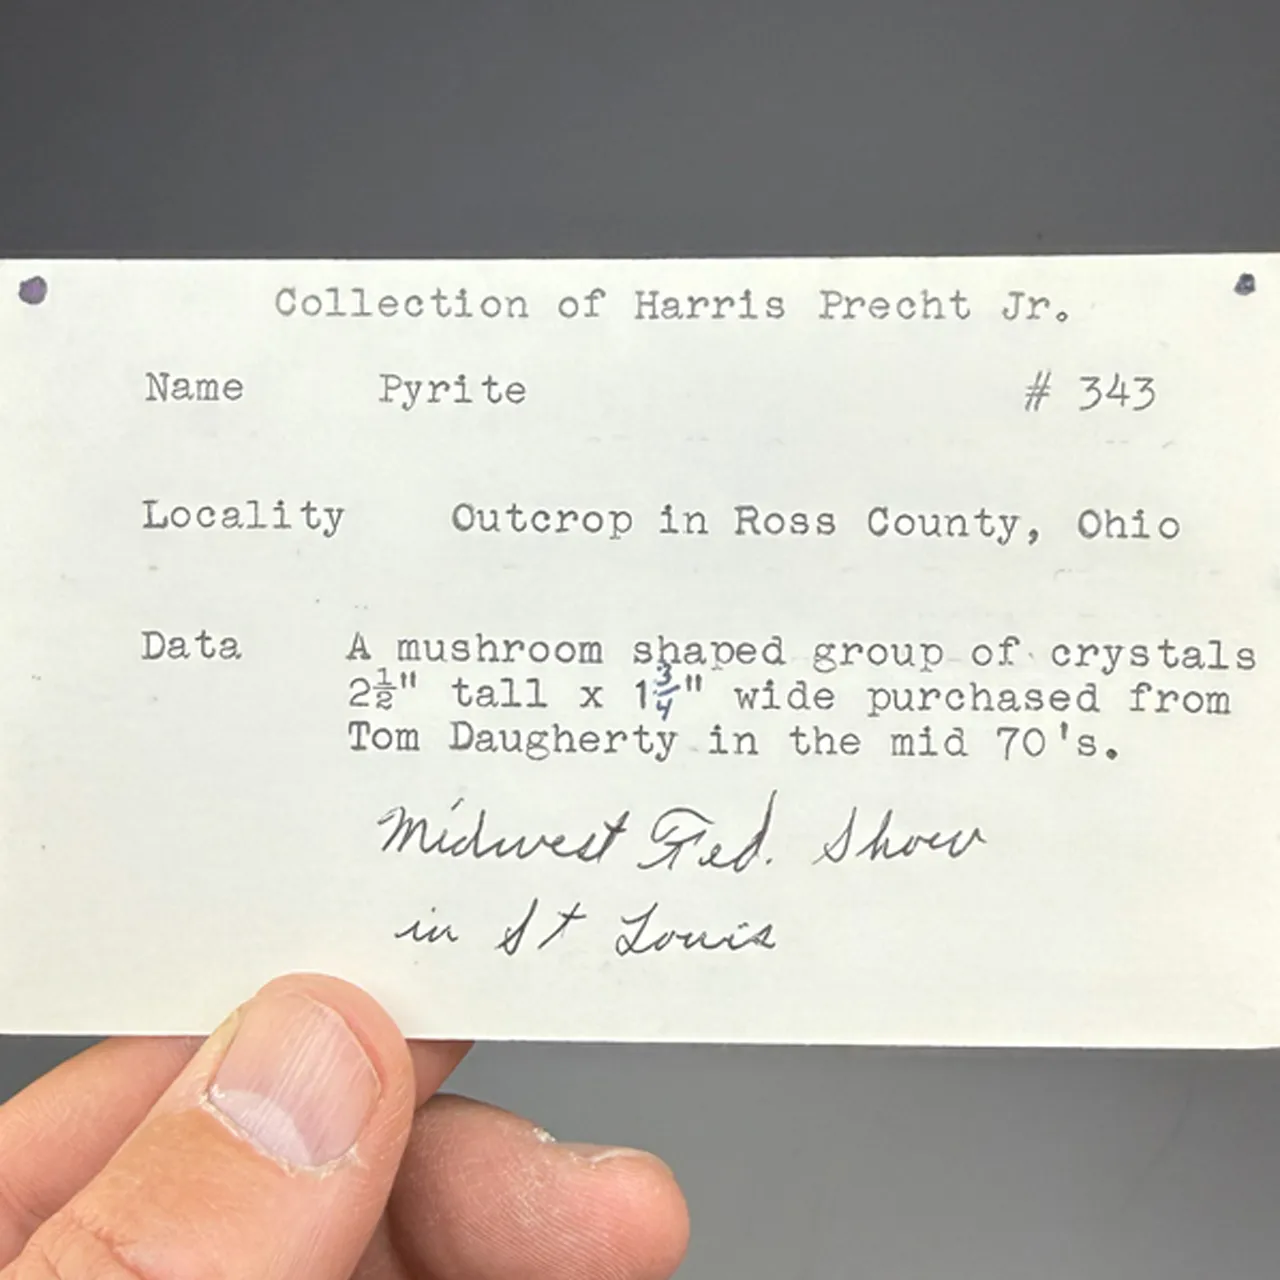 Collection of Harris Precht Jr.
Name Pyrite # 343
Locality Outcrop in Ross County, Ohio
Data A mushroom shaped group of crystals
2½" tall x 1¾" wide purchased from
Tom Daugherty in the mid 70's.
Midwest Fed. Show
in St Louis